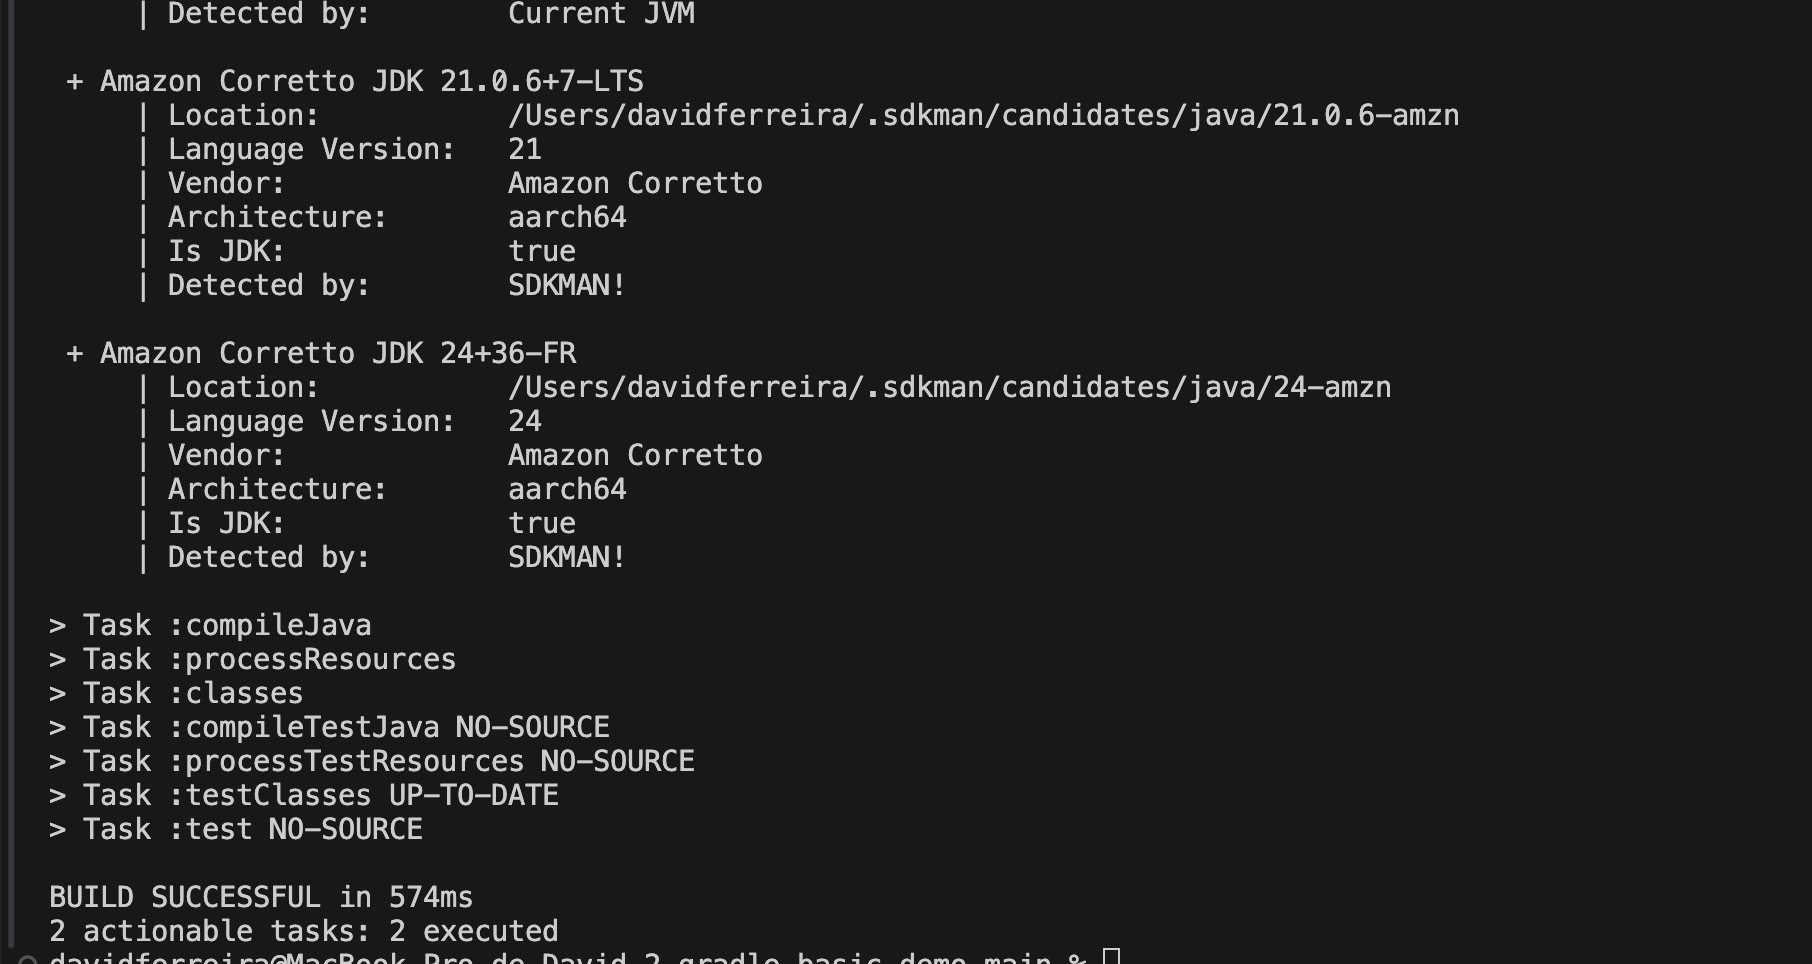 | Detected by: Current JVM
+ Amazon Corretto JDK 21.0.6+7-LTS
| Location: /Users/davidferreira/.sdkman/candidates/java/21.0.6-amzn
| Language Version: 21
| Vendor: Amazon Corretto
| Architecture: aarch64
| Is JDK: true
| Detected by: SDKMAN!
+ Amazon Corretto JDK 24+36-FR
| Location: /Users/davidferreira/.sdkman/candidates/java/24-amzn
| Language Version: 24
| Vendor: Amazon Corretto
| Architecture: aarch64
| Is JDK: true
| Detected by: SDKMAN!
> Task :compileJava
> Task :processResources
> Task :classes
> Task :compileTestJava NO-SOURCE
> Task :processTestResources NO-SOURCE
> Task :testClasses UP-TO-DATE
> Task :test NO-SOURCE
BUILD SUCCESSFUL in 574ms
2 actionable tasks: 2 executed
davidferreira@MacBook-Pro-de-David-2 gradle-basic-demo-main %